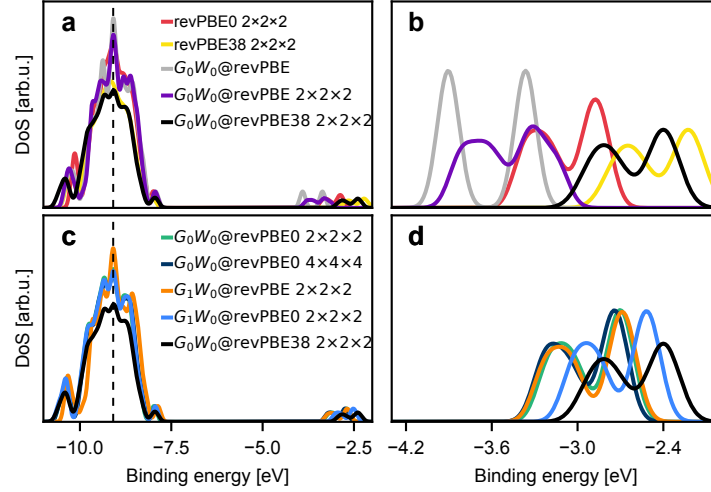 a
revPBE0 2×2×2
revPBE38 2×2×2
G₀W₀@revPBE
G₀W₀@revPBE 2×2×2
G₀W₀@revPBE38 2×2×2
DoS [arb.u.]
b
c
G₀W₀@revPBE0 2×2×2
G₀W₀@revPBE0 4×4×4
G₁W₀@revPBE 2×2×2
G₁W₀@revPBE0 2×2×2
G₀W₀@revPBE38 2×2×2
DoS [arb.u.]
−10.0 −7.5 −5.0 −2.5
Binding energy [eV]
d
−4.2 −3.6 −3.0 −2.4
Binding energy [eV]